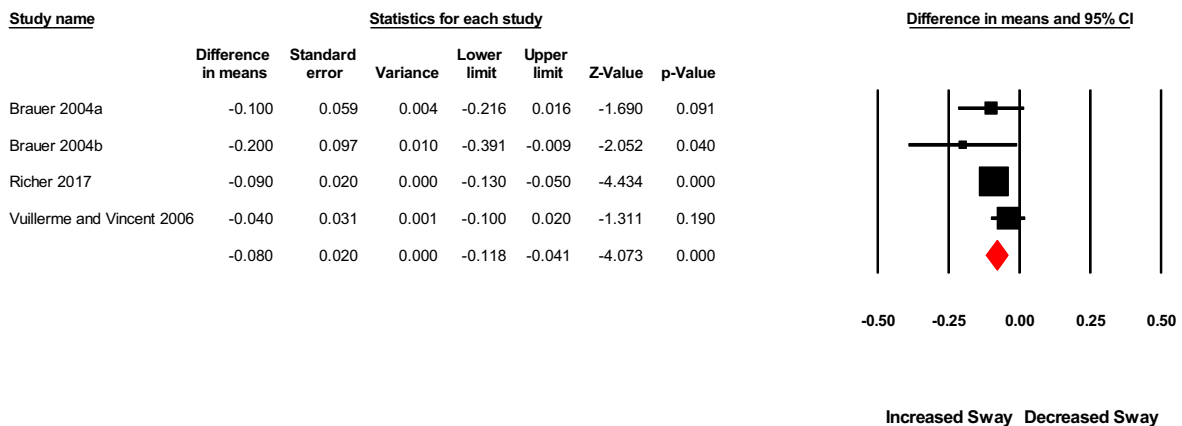 Study name Statistics for each study Difference in means and 95% CI
Difference Standard Lower Upper
in means error Variance limit limit Z-Value p-Value
Brauer 2004a -0.100 0.059 0.004 -0.216 0.016 -1.690 0.091
Brauer 2004b -0.200 0.097 0.010 -0.391 -0.009 -2.052 0.040
Richer 2017 -0.090 0.020 0.000 -0.130 -0.050 -4.434 0.000
Vuillerme and Vincent 2006 -0.040 0.031 0.001 -0.100 0.020 -1.311 0.190
-0.080 0.020 0.000 -0.118 -0.041 -4.073 0.000
-0.50 -0.25 0.00 0.25 0.50
Increased Sway Decreased Sway